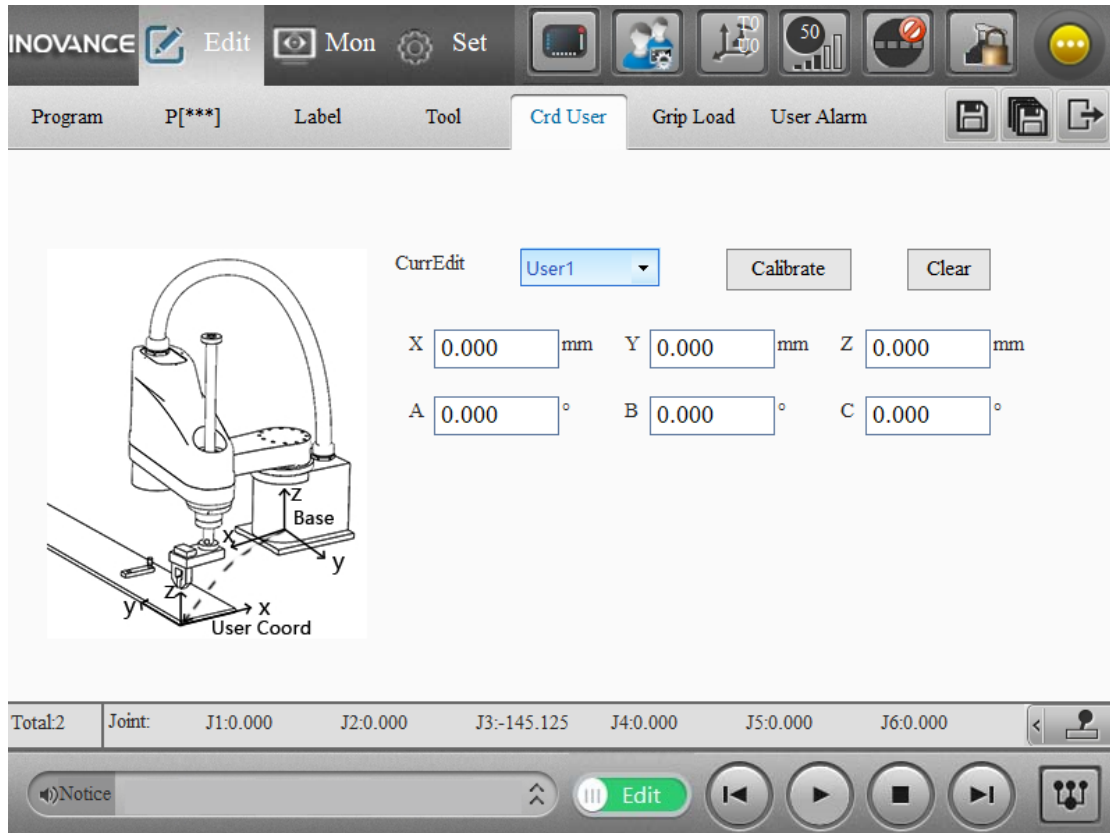 INOVANCE Edit Mon Set T0 U0 50
Program P[***] Label Tool Crd User Grip Load User Alarm
CurrEdit User1 Calibrate Clear
X 0.000 mm Y 0.000 mm Z 0.000 mm
A 0.000 ° B 0.000 ° C 0.000 °
z
Base
x
y
z
y x
User Coord
Total:2 Joint: J1:0.000 J2:0.000 J3:-145.125 J4:0.000 J5:0.000 J6:0.000 <
Notice Edit